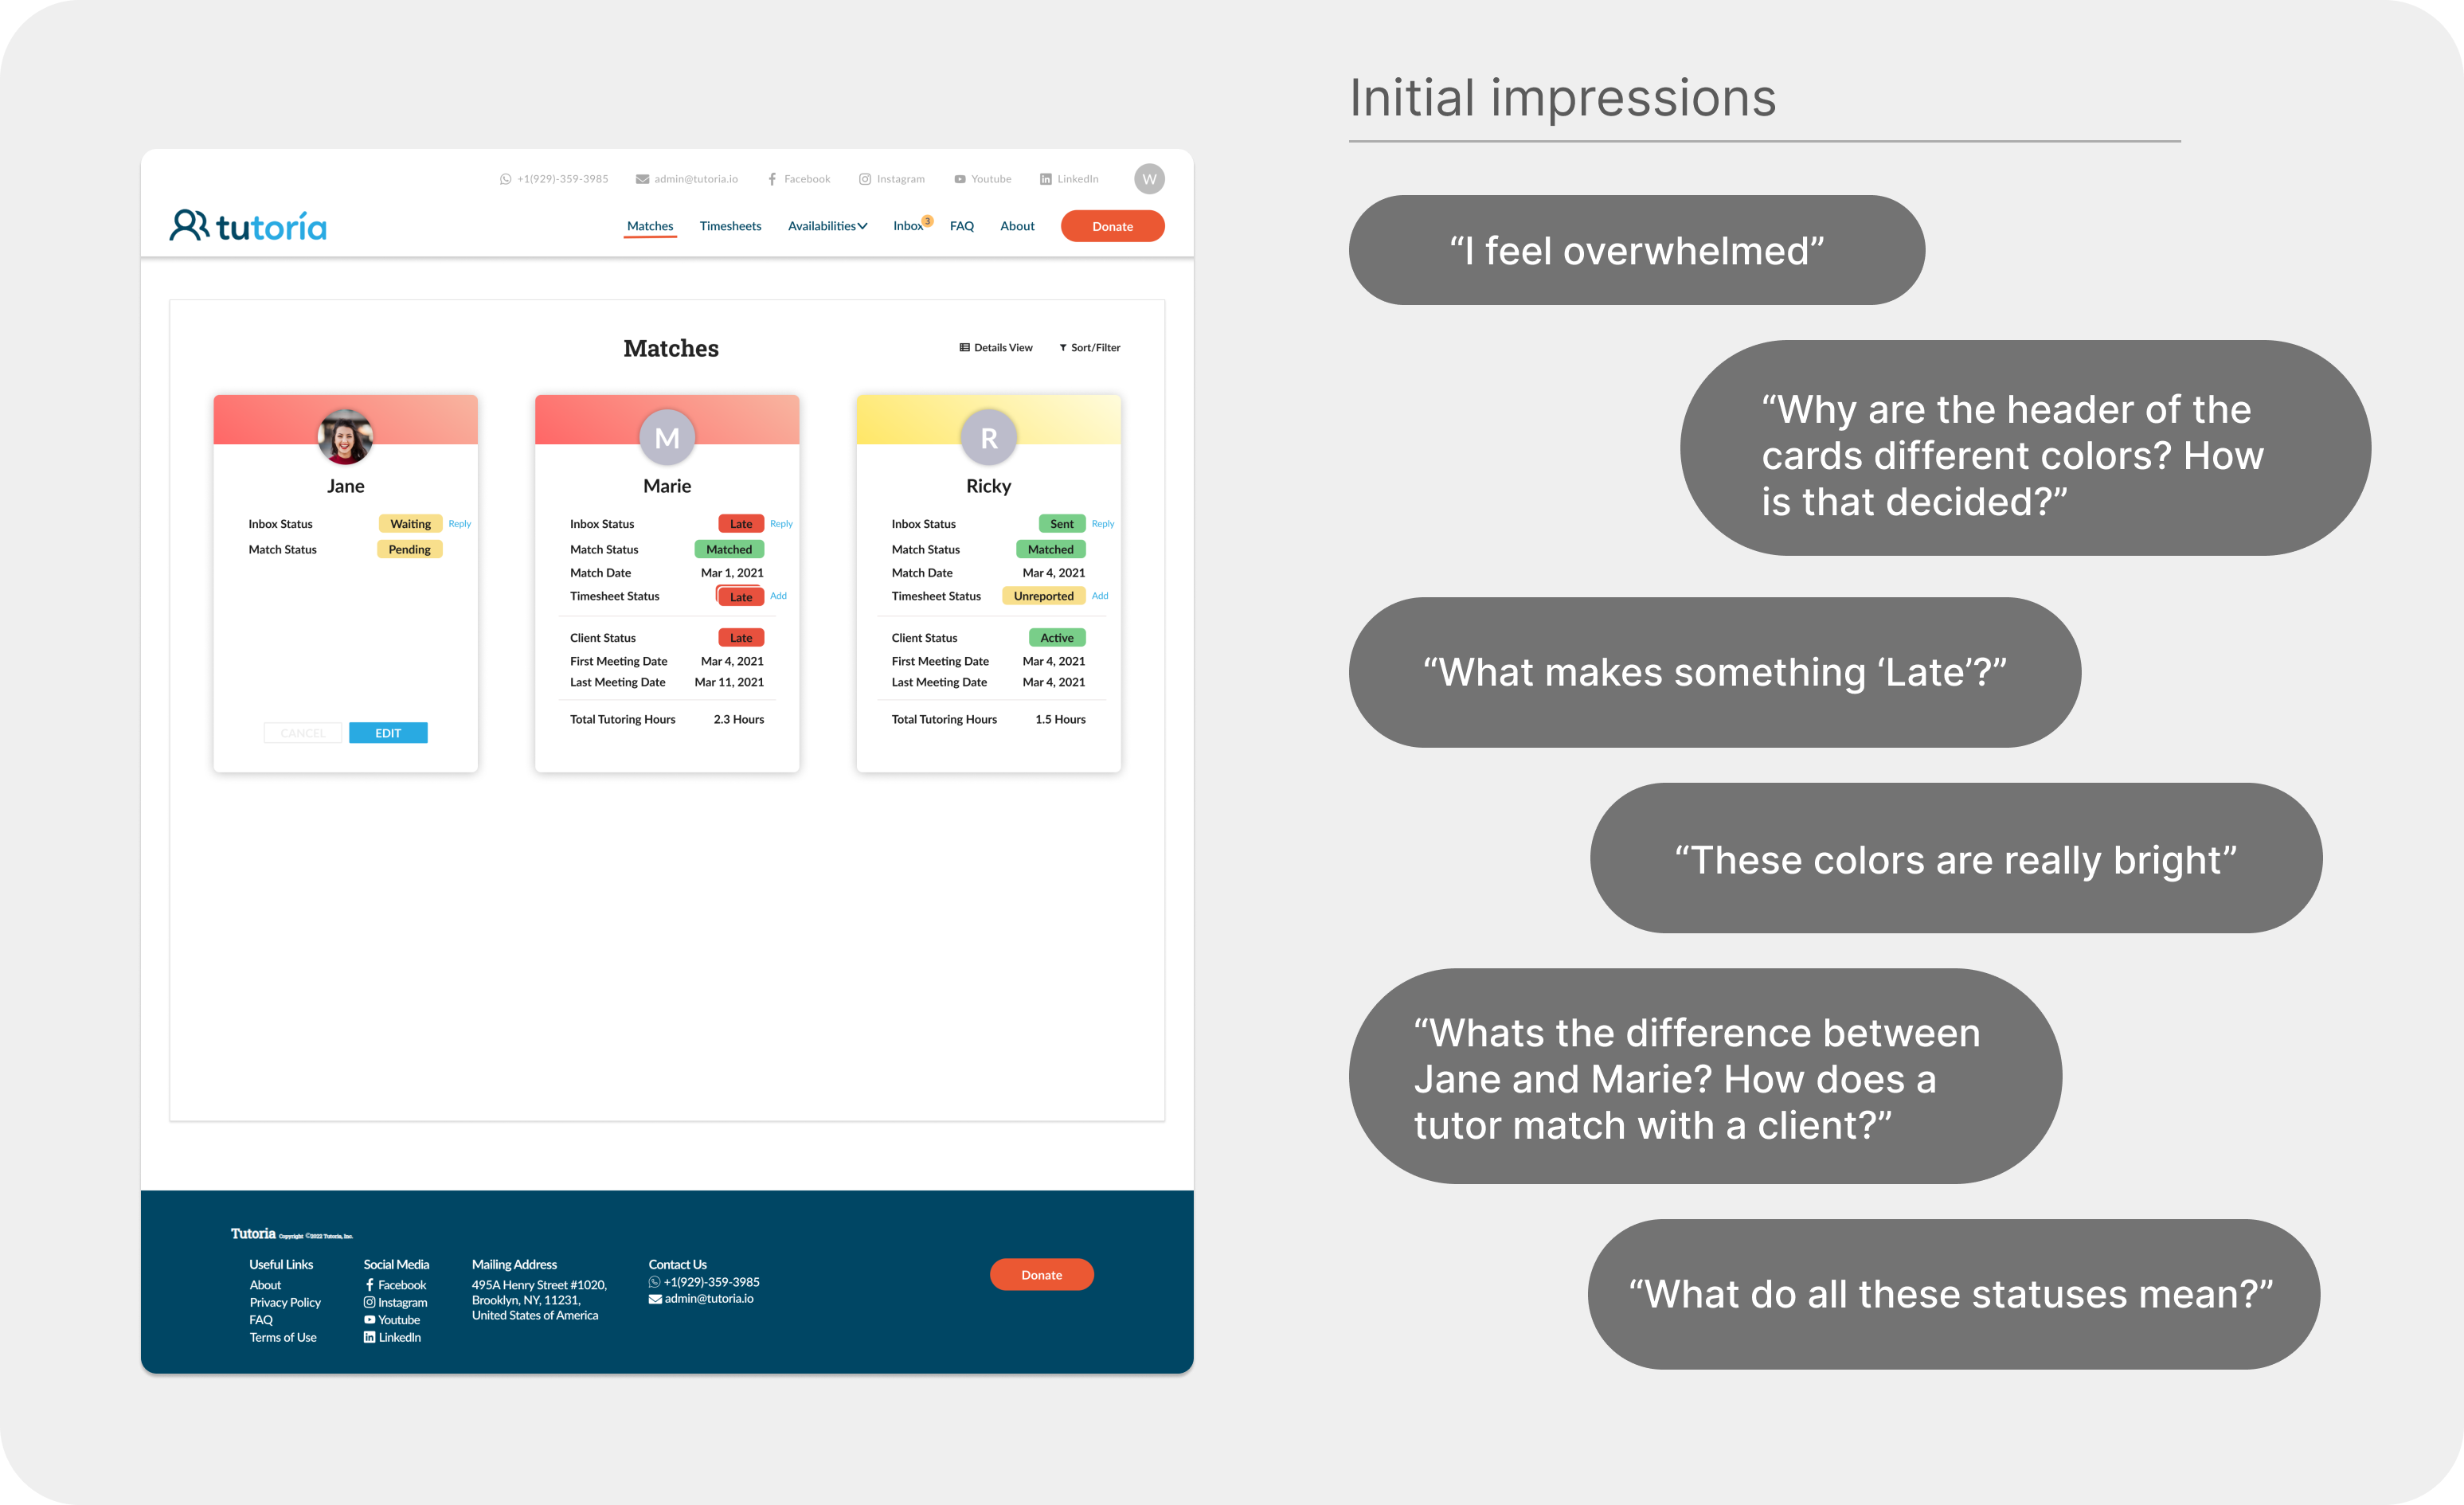 Initial impressions
+1(929)-359-3985 admin@tutoria.io Facebook Instagram Youtube LinkedIn W
tutoría
Matches Timesheets Availabilities Inbox 3 FAQ About Donate
Matches
Details View Sort/Filter
Jane
Inbox Status Waiting Reply
Match Status Pending
CANCEL EDIT
M
Marie
Inbox Status Late Reply
Match Status Matched
Match Date Mar 1, 2021
Timesheet Status Late Add
Client Status Late
First Meeting Date Mar 4, 2021
Last Meeting Date Mar 11, 2021
Total Tutoring Hours 2.3 Hours
R
Ricky
Inbox Status Sent Reply
Match Status Matched
Match Date Mar 4, 2021
Timesheet Status Unreported Add
Client Status Active
First Meeting Date Mar 4, 2021
Last Meeting Date Mar 4, 2021
Total Tutoring Hours 1.5 Hours
Tutoria Copyright ©2022 Tutoria, Inc.
Useful Links
About
Privacy Policy
FAQ
Terms of Use
Social Media
Facebook
Instagram
Youtube
LinkedIn
Mailing Address
495A Henry Street #1020,
Brooklyn, NY, 11231,
United States of America
Contact Us
+1(929)-359-3985
admin@tutoria.io
Donate
“I feel overwhelmed”
“Why are the header of the
cards different colors? How
is that decided?”
“What makes something ‘Late’?”
“These colors are really bright”
“Whats the difference between
Jane and Marie? How does a
tutor match with a client?”
“What do all these statuses mean?”